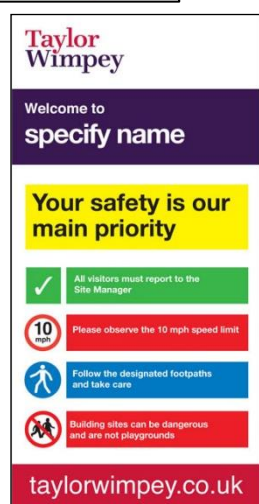 Taylor
Wimpey
Welcome to
specify name
Your safety is our
main priority
All visitors must report to the
Site Manager
10
mph
Please observe the 10 mph speed limit
Follow the designated footpaths
and take care
Building sites can be dangerous
and are not playgrounds
taylorwimpey.co.uk